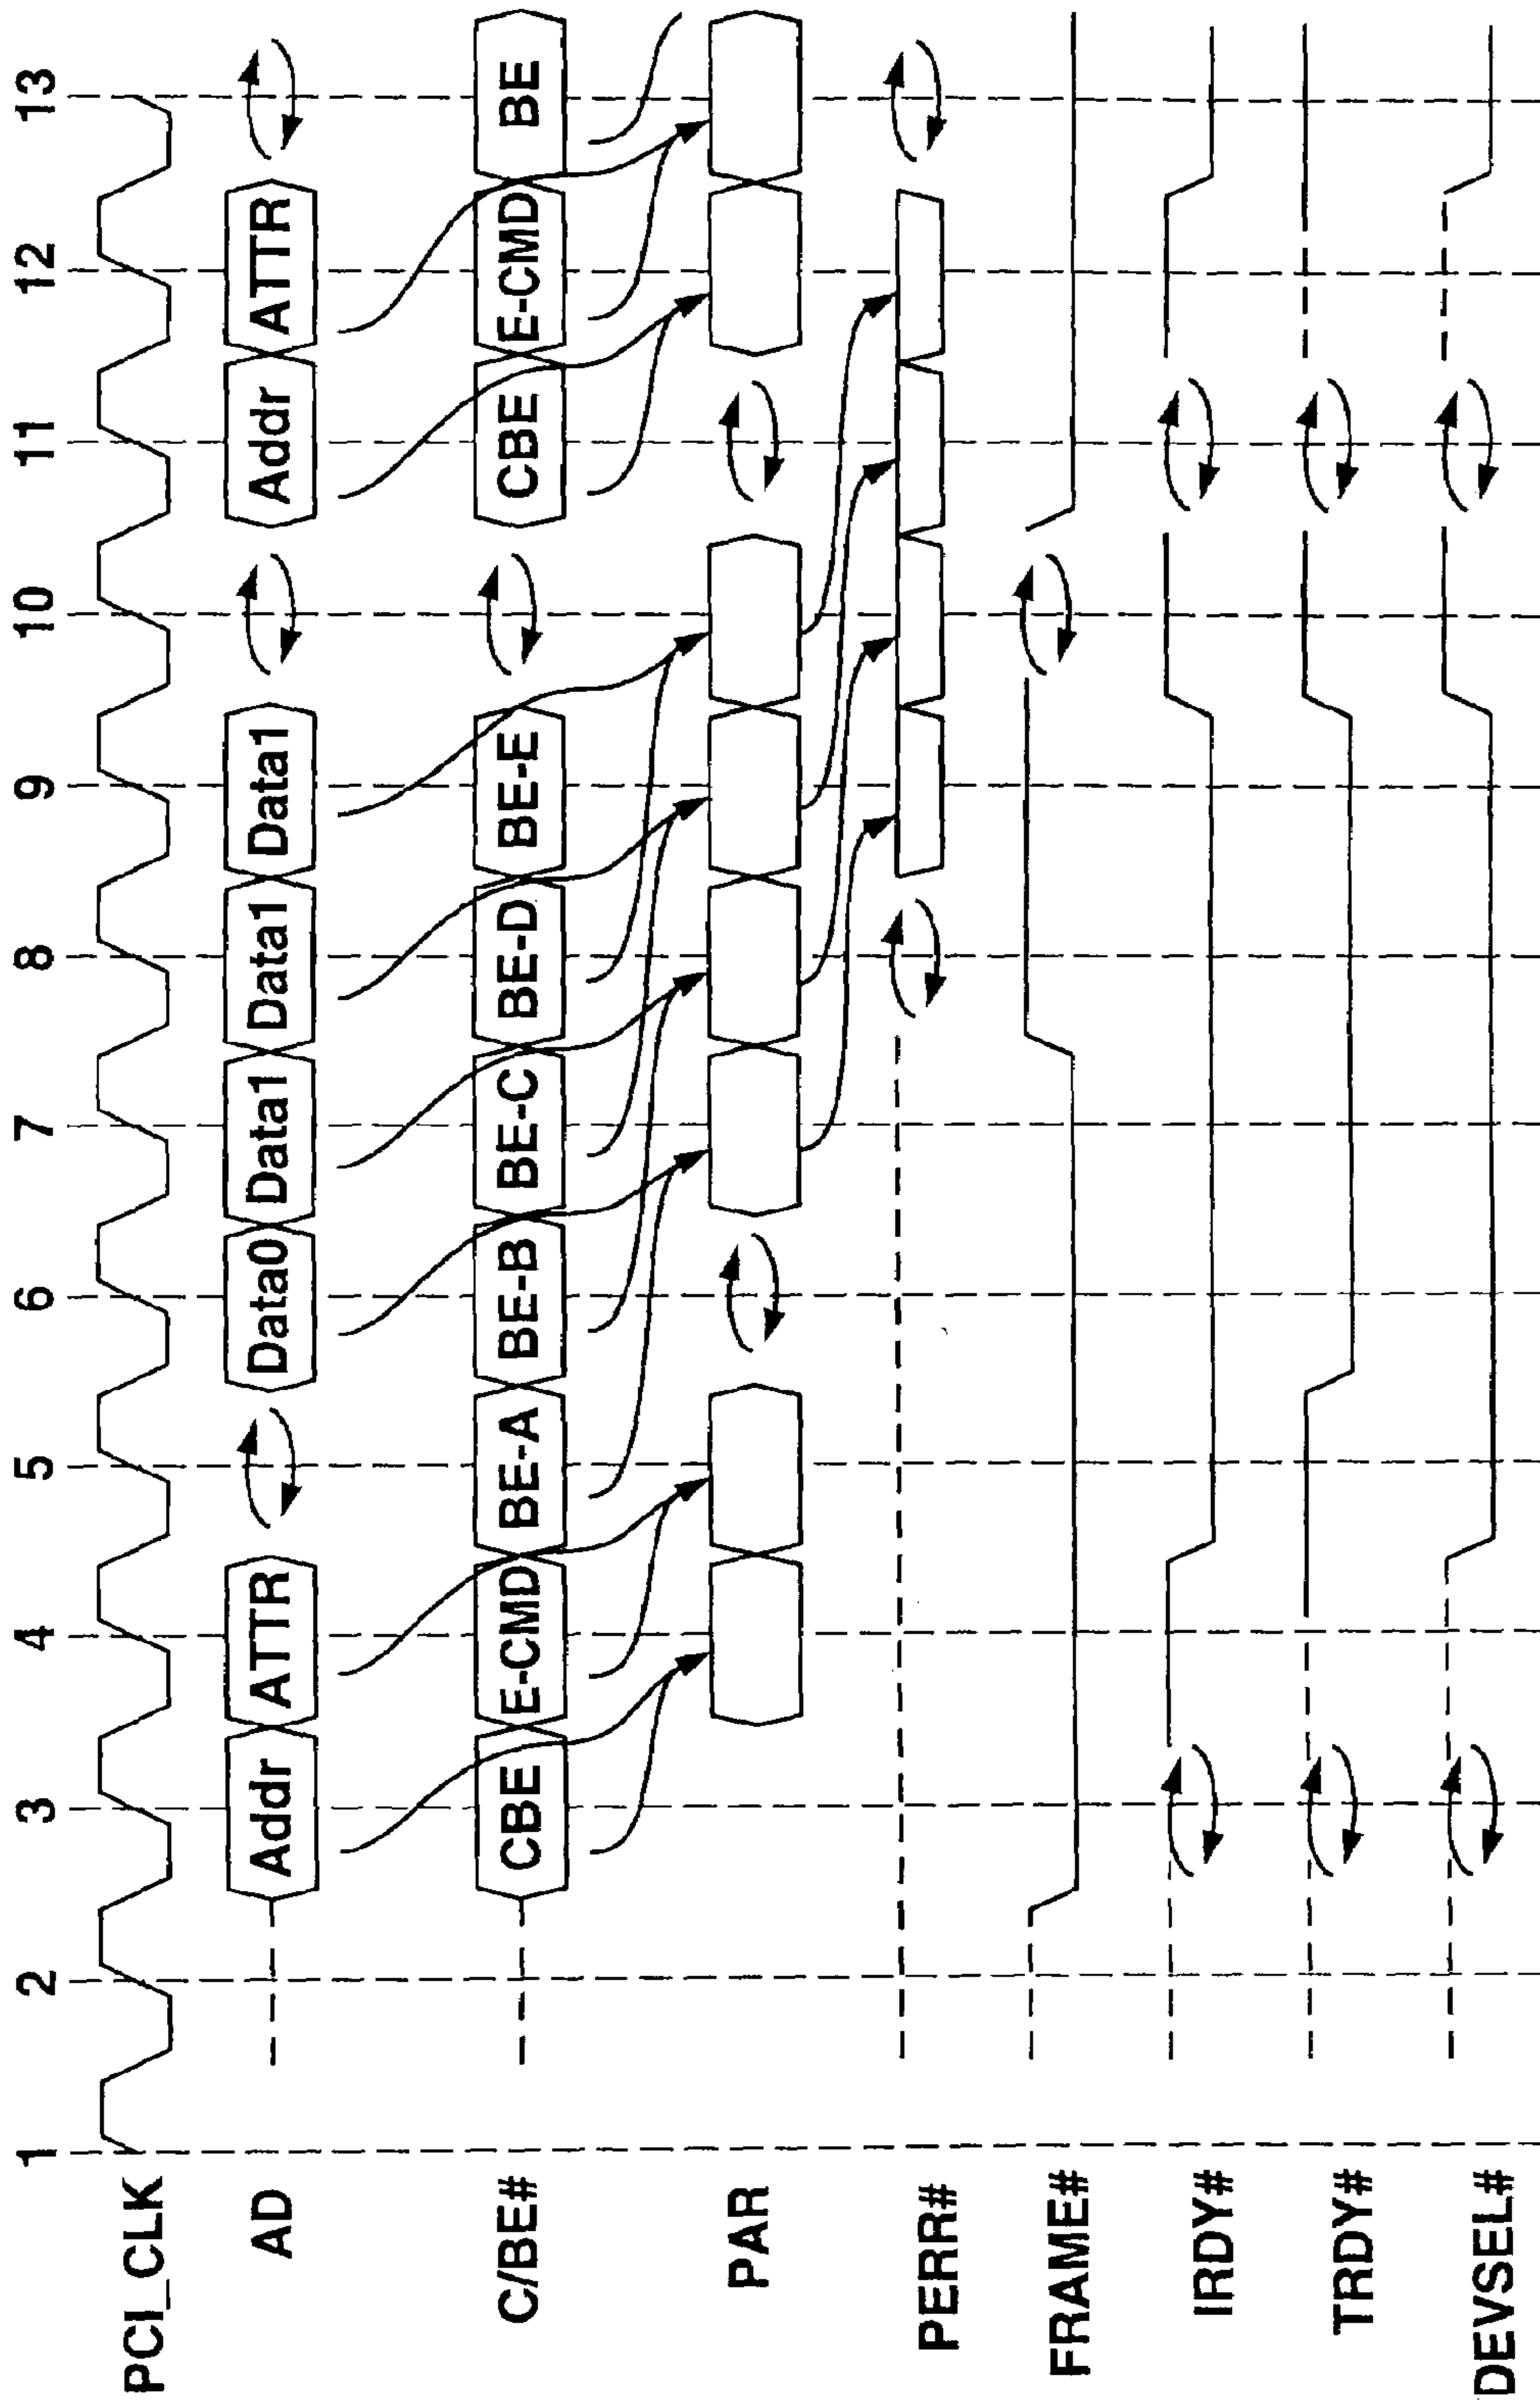 1 2 3 4 5 6 7 8 9 10 11 12 13
PCI_CLK
AD Addr ATTR Data0 Data1 Data1 Data1 Addr ATTR
C/BE# CBE E-CMD BE-A BE-B BE-C BE-D BE-E CBE E-CMD BE
PAR
PERR#
FRAME#
IRDY#
TRDY#
DEVSEL#